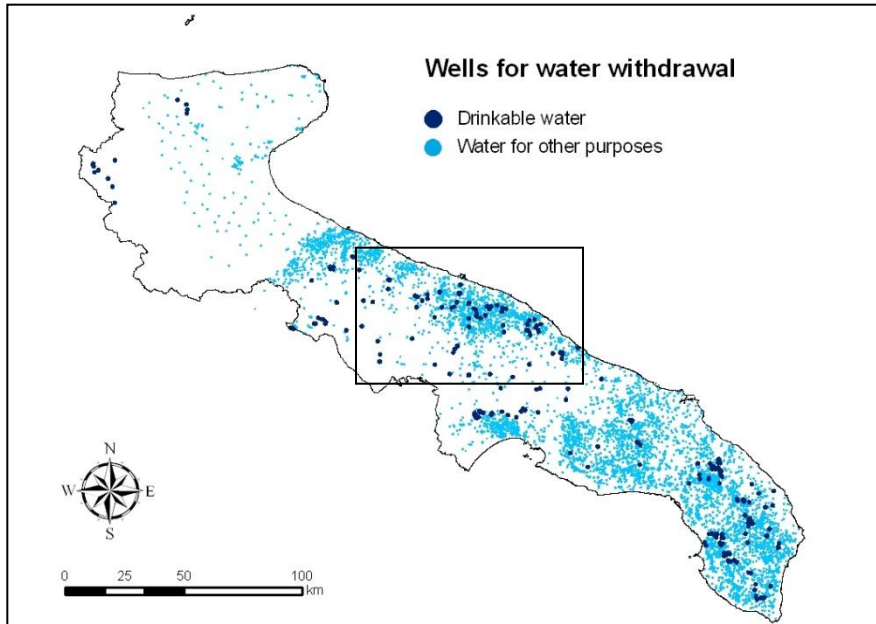 Wells for water withdrawal
Drinkable water
Water for other purposes
N
W E
S
0 25 50 100
km